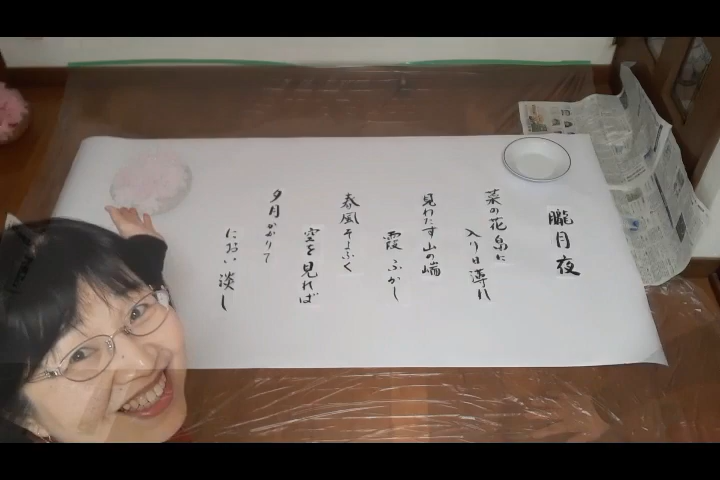 朧月夜
菜の花畠に
入り日薄れ
見わたす山の端
霞ふかし
春風そよふく
空を見れば
夕月かかりて
におい淡し